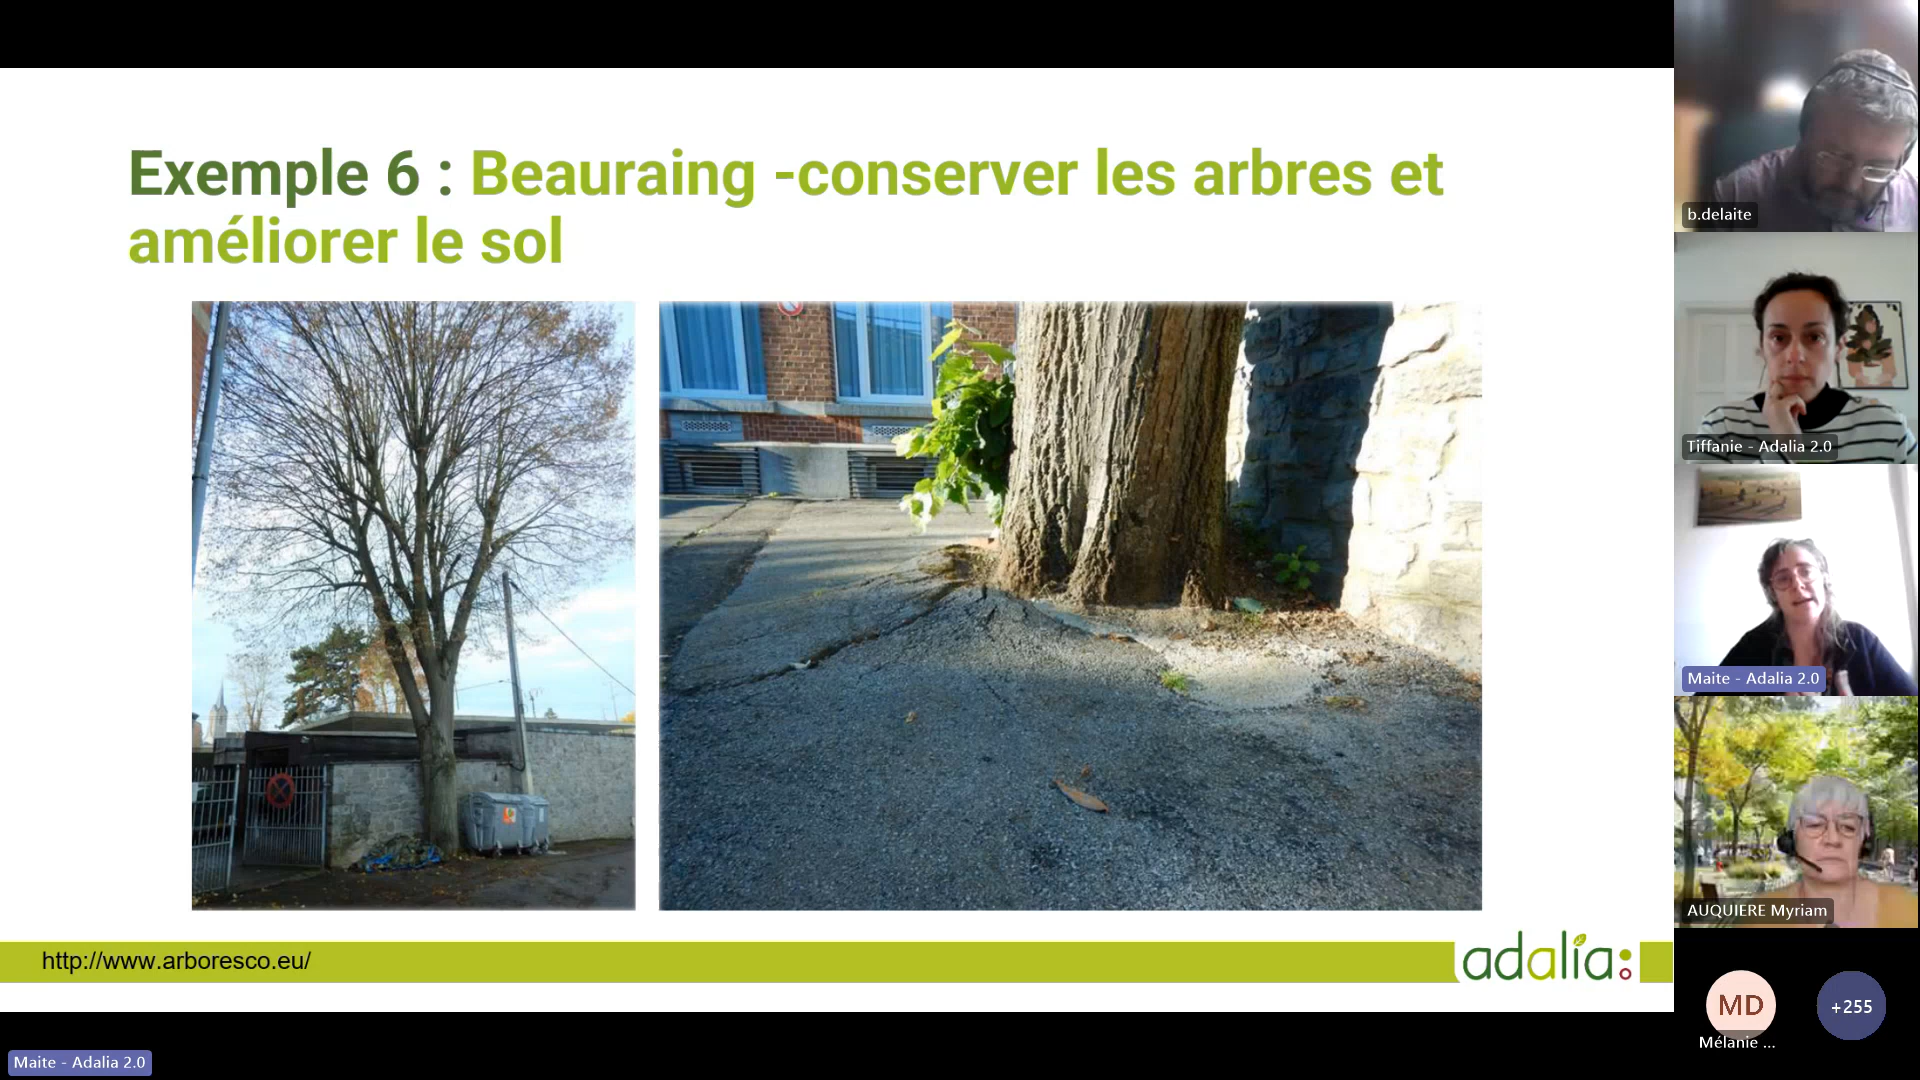 Exemple 6 : Beauraing -conserver les arbres et
améliorer le sol
http://www.arboresco.eu/
adalia:
Maite - Adalia 2.0
b.delaite
Tiffanie - Adalia 2.0
Maite - Adalia 2.0
AUQUIERE Myriam
MD
Mélanie ...
+255